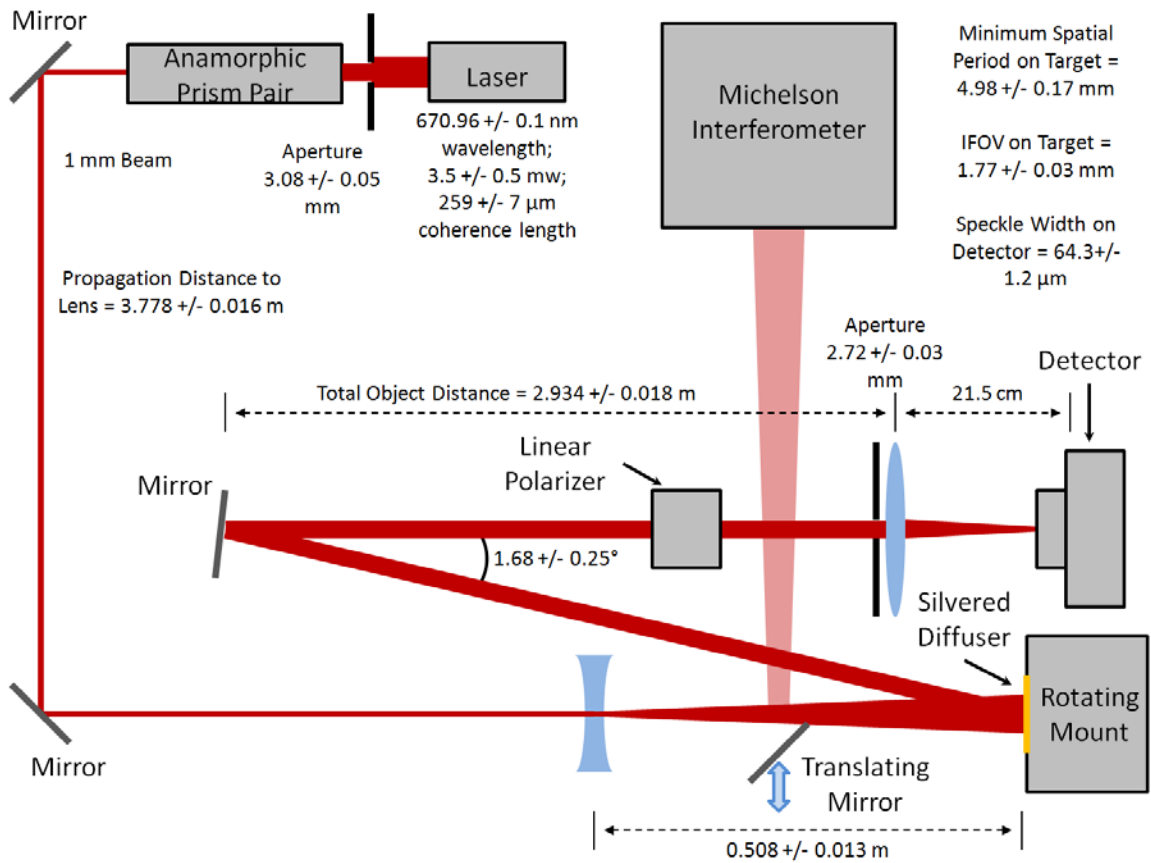 Mirror
Anamorphic
Prism Pair
Laser
Michelson
Interferometer
Minimum Spatial
Period on Target =
4.98 +/- 0.17 mm
IFOV on Target =
1.77 +/- 0.03 mm
Speckle Width on
Detector = 64.3+/-
1.2 μm
1 mm Beam
Aperture
3.08 +/- 0.05
mm
670.96 +/- 0.1 nm
wavelength;
3.5 +/- 0.5 mw;
259 +/- 7 μm
coherence length
Propagation Distance to
Lens = 3.778 +/- 0.016 m
Aperture
2.72 +/- 0.03
mm
Detector
Total Object Distance = 2.934 +/- 0.018 m
21.5 cm
Linear
Polarizer
Mirror
1.68 +/- 0.25°
Silvered
Diffuser
Rotating
Mount
Mirror
Translating
Mirror
0.508 +/- 0.013 m